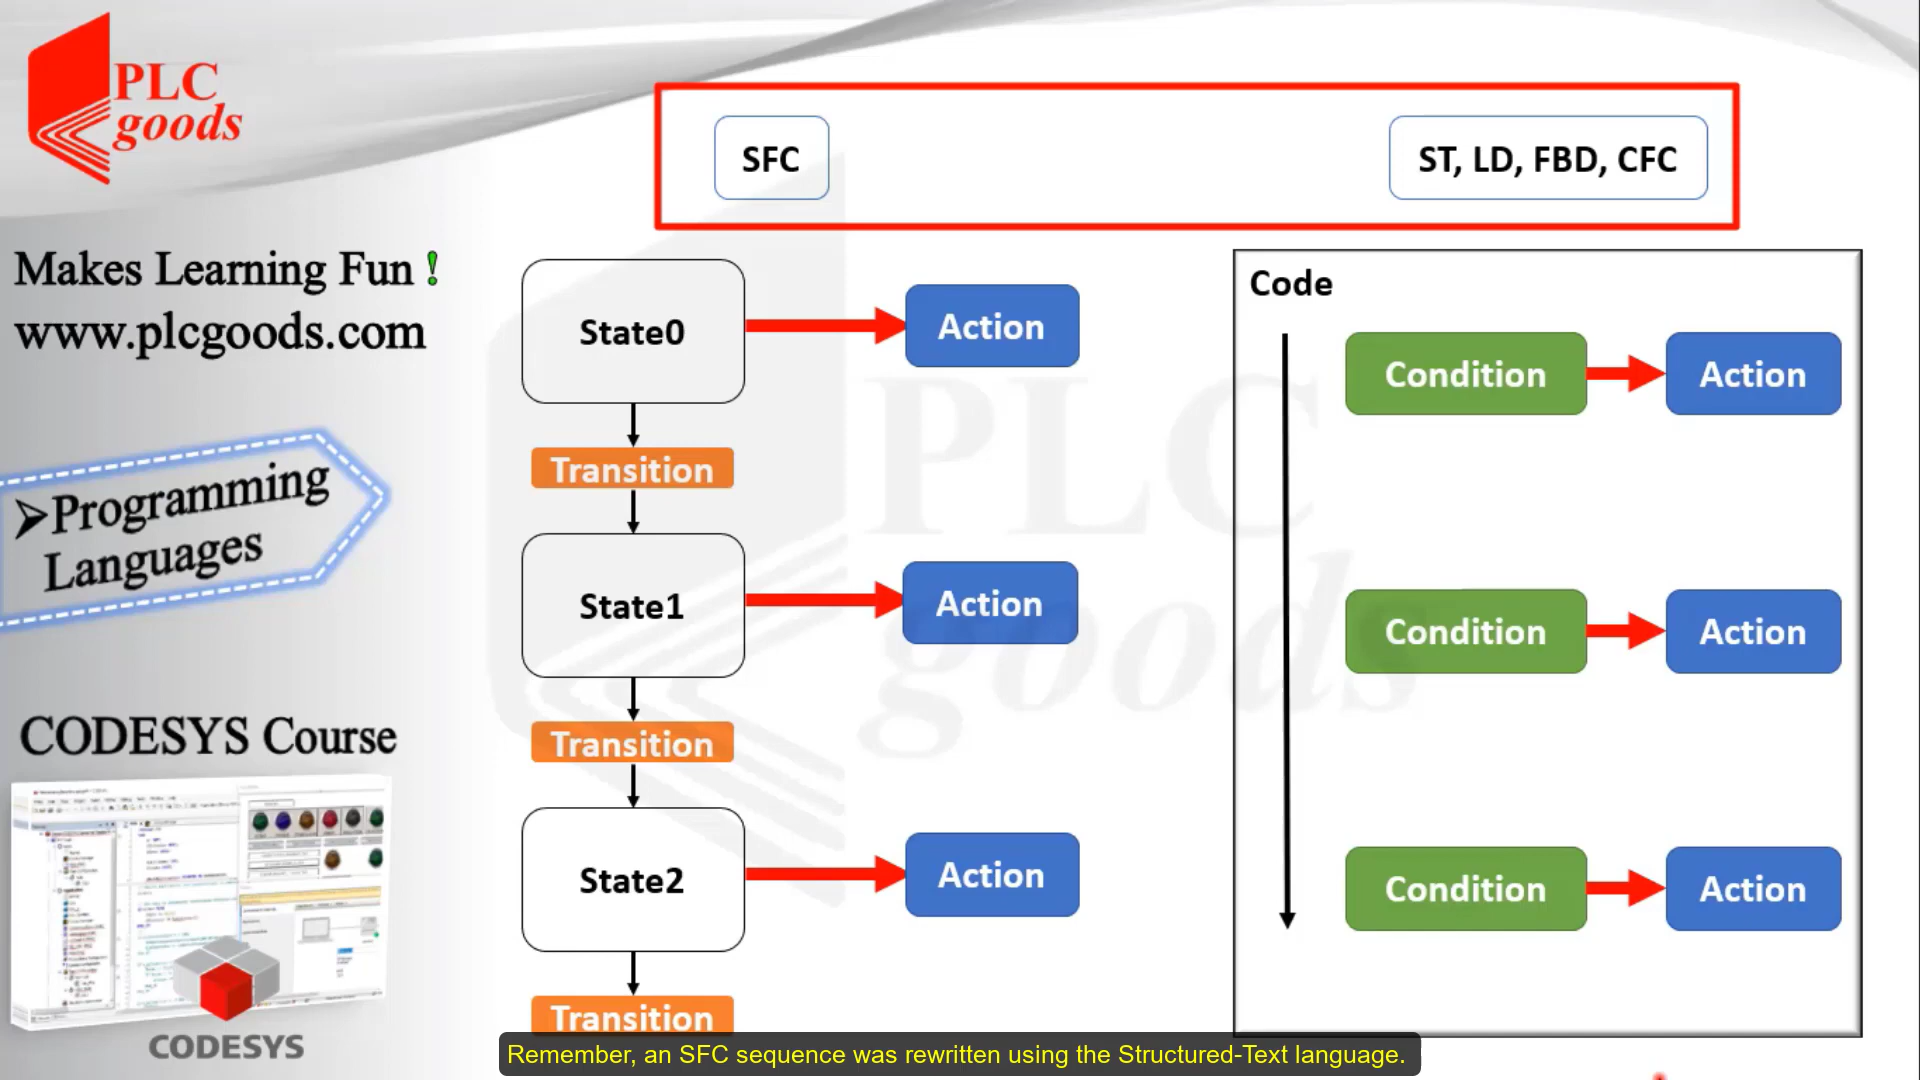 PLC
goods
SFC
ST, LD, FBD, CFC
Makes Learning Fun !
www.plcgoods.com
➢Programming
Languages
CODESYS Course
CODESYS
State0
Action
Transition
State1
Action
Transition
State2
Action
Transition
Code
Condition
Action
Condition
Action
Condition
Action
PLC
goods
Remember, an SFC sequence was rewritten using the Structured-Text language.